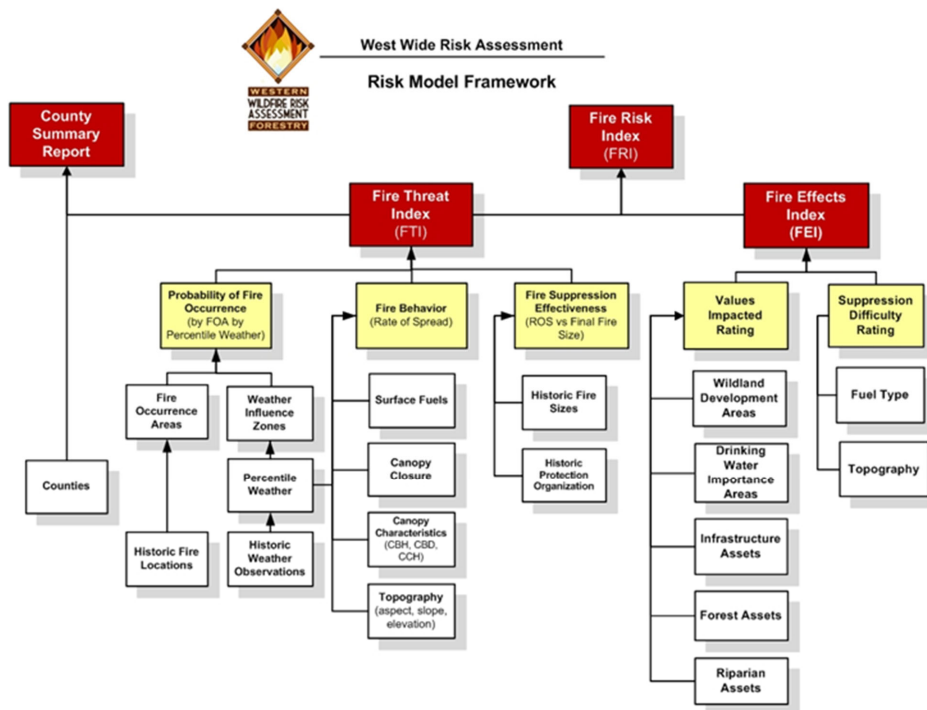 West Wide Risk Assessment
Risk Model Framework
WESTERN
WILDFIRE RISK
ASSESSMENT
FORESTRY
County
Summary
Report
Fire Risk
Index
(FRI)
Fire Threat
Index
(FTI)
Fire Effects
Index
(FEI)
Probability of Fire
Occurrence
(by FOA by
Percentile Weather)
Fire Behavior
(Rate of Spread)
Fire Suppression
Effectiveness
(ROS vs Final Fire
Size)
Values
Impacted
Rating
Suppression
Difficulty
Rating
Fire
Occurrence
Areas
Weather
Influence
Zones
Surface Fuels
Historic Fire
Sizes
Wildland
Development
Areas
Fuel Type
Counties
Percentile
Weather
Canopy
Closure
Historic
Protection
Organization
Drinking
Water
Importance
Areas
Topography
Historic Fire
Locations
Historic
Weather
Observations
Canopy
Characteristics
(CBH, CBD,
CCH)
Infrastructure
Assets
Topography
(aspect, slope,
elevation)
Forest Assets
Riparian
Assets